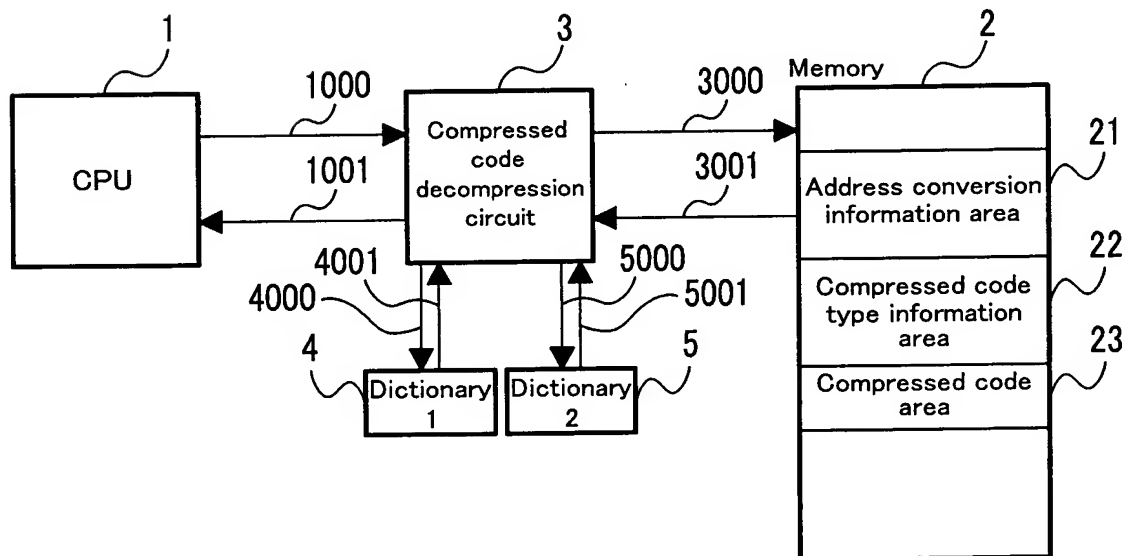 1
3
2
Memory
1000
3000
CPU
Compressed
code
decompression
circuit
21
1001
3001
Address conversion
information area
4001
4000
5000
5001
22
Compressed code
type information
area
4
5
23
Dictionary
1
Dictionary
2
Compressed code
area